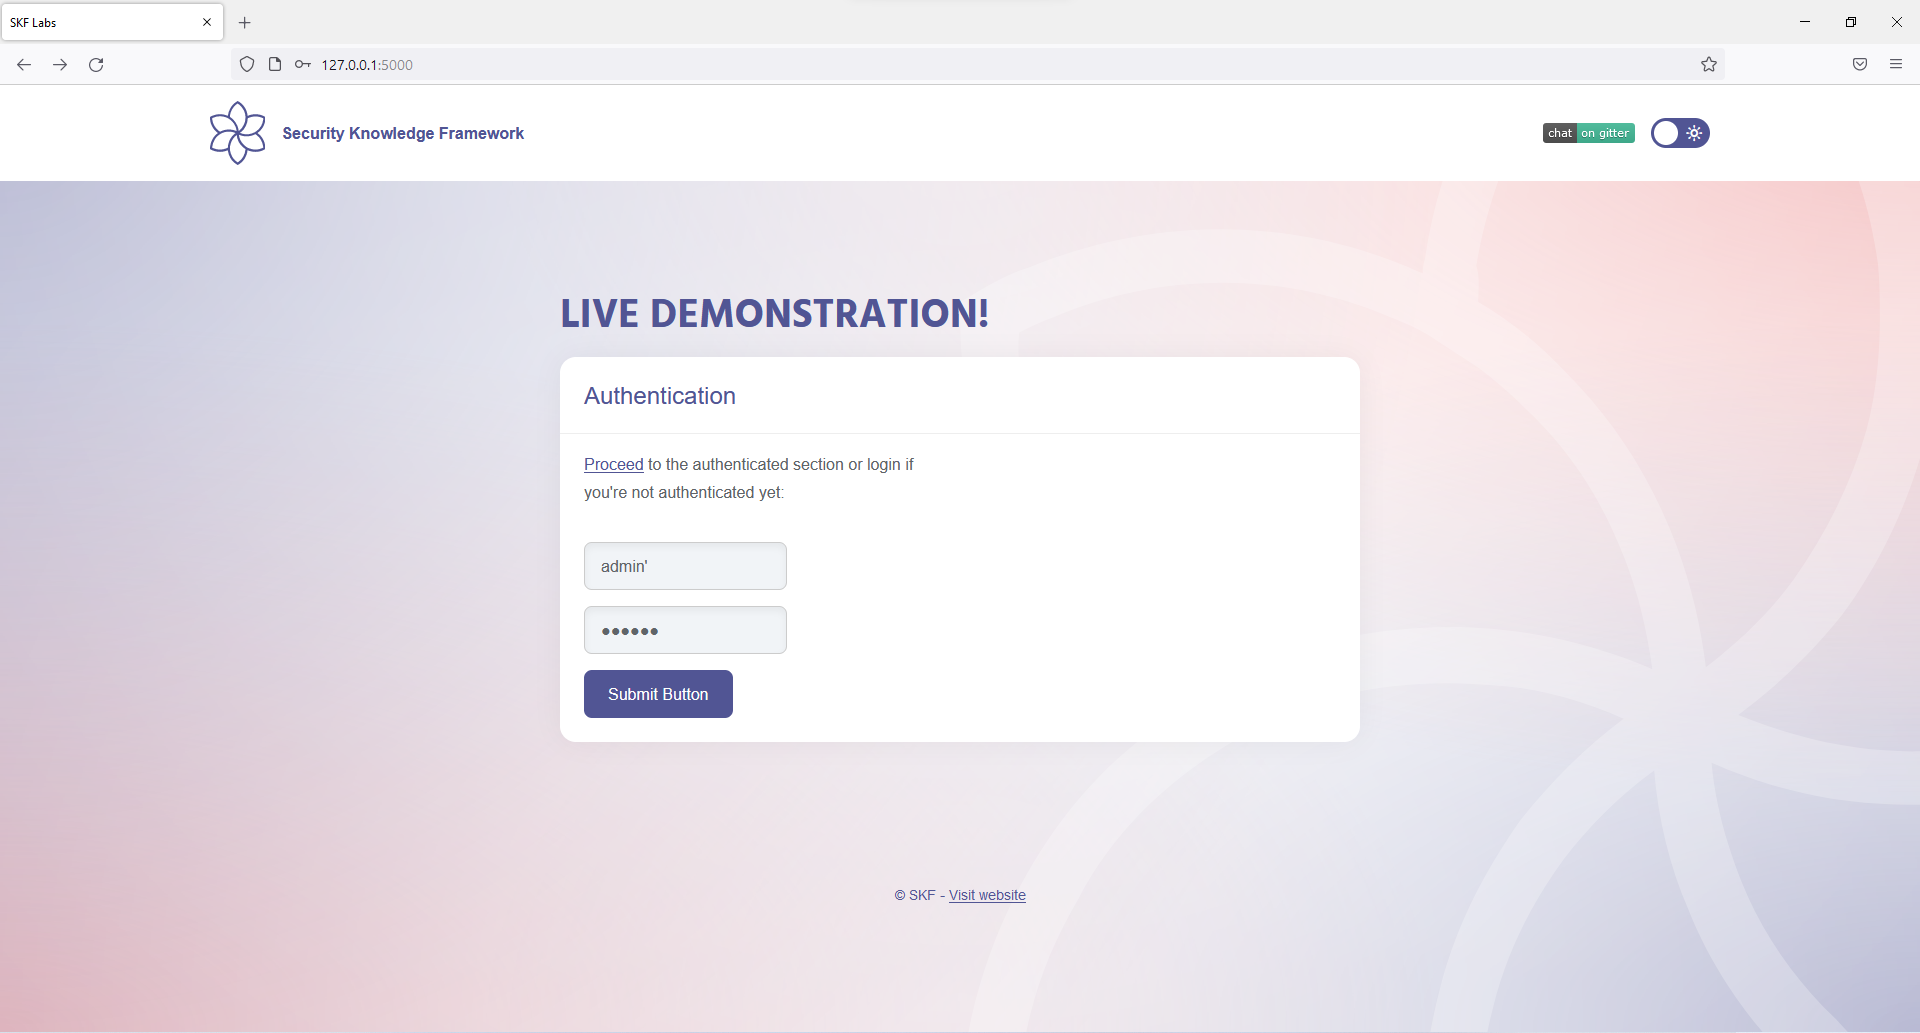 SKF Labs
127.0.0.1:5000
Security Knowledge Framework
chat on gitter
LIVE DEMONSTRATION!
Authentication
Proceed to the authenticated section or login if
you're not authenticated yet:
admin'
●●●●●●
Submit Button
© SKF - Visit website